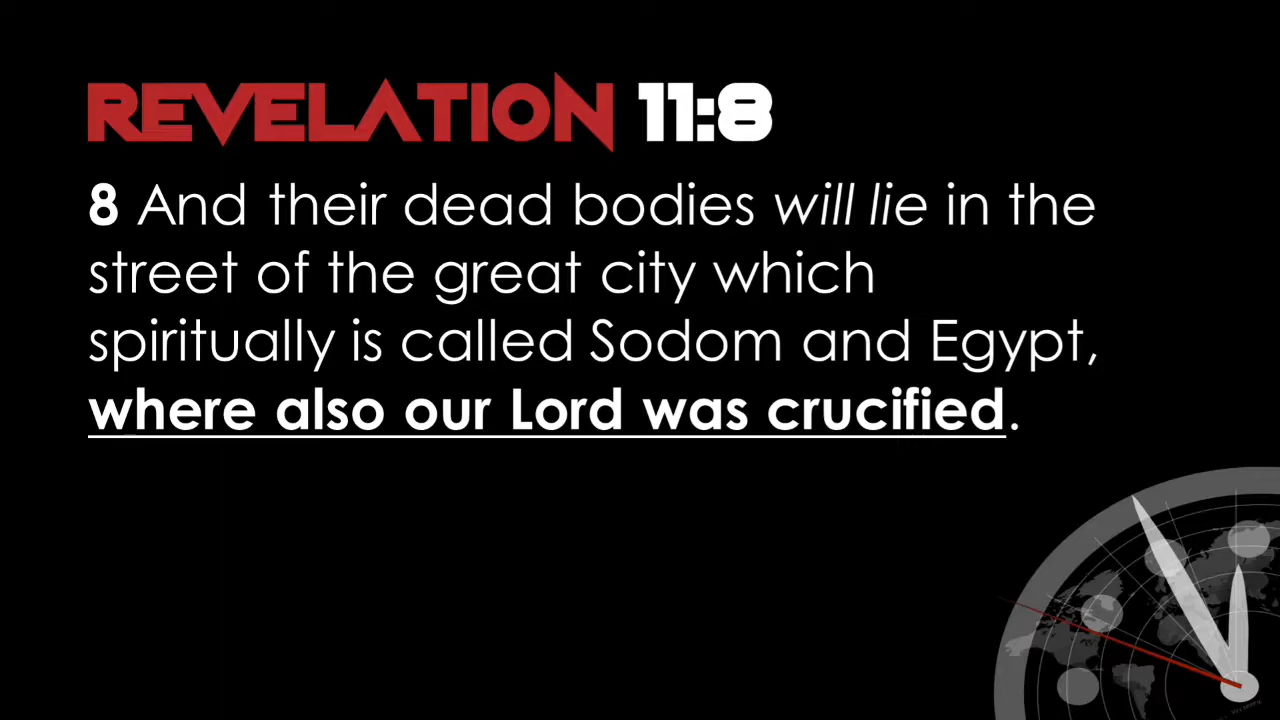 REVELATION 11:8
8 And their dead bodies will lie in the
street of the great city which
spiritually is called Sodom and Egypt,
where also our Lord was crucified.